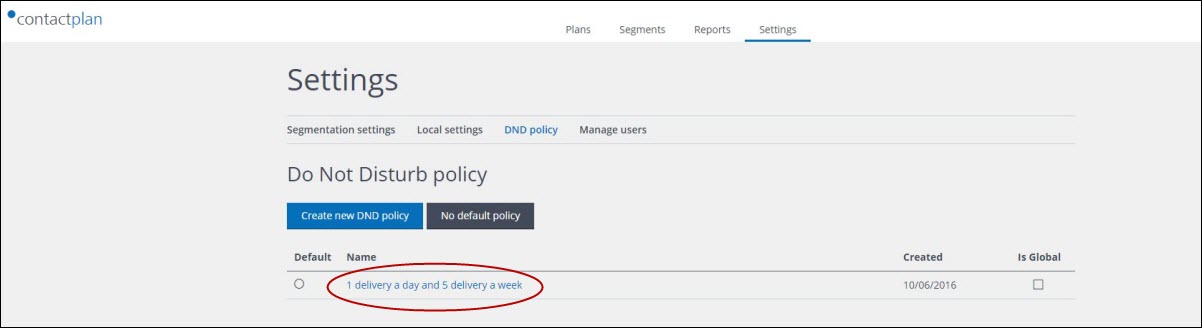 contactplan
Plans Segments Reports Settings
Settings
Segmentation settings Local settings DND policy Manage users
Do Not Disturb policy
Create new DND policy No default policy
Default Name Created Is Global
1 delivery a day and 5 delivery a week 10/06/2016